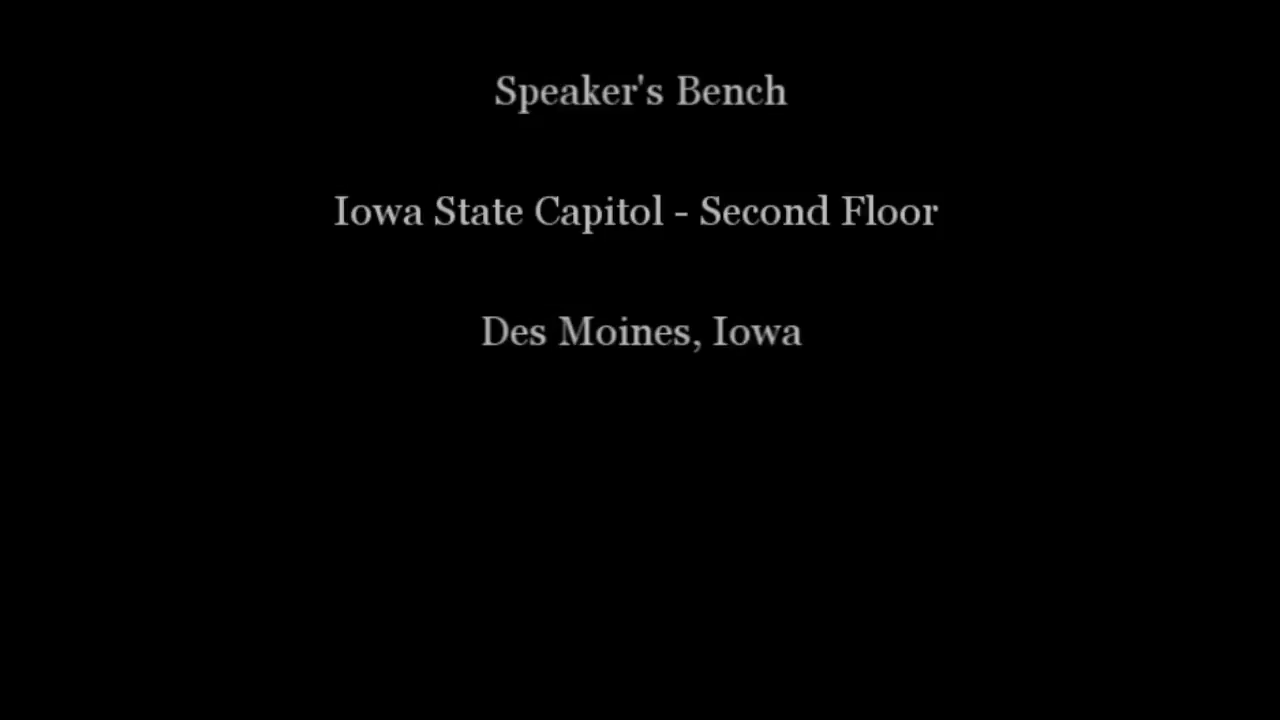 Speaker's Bench
Iowa State Capitol - Second Floor
Des Moines, Iowa